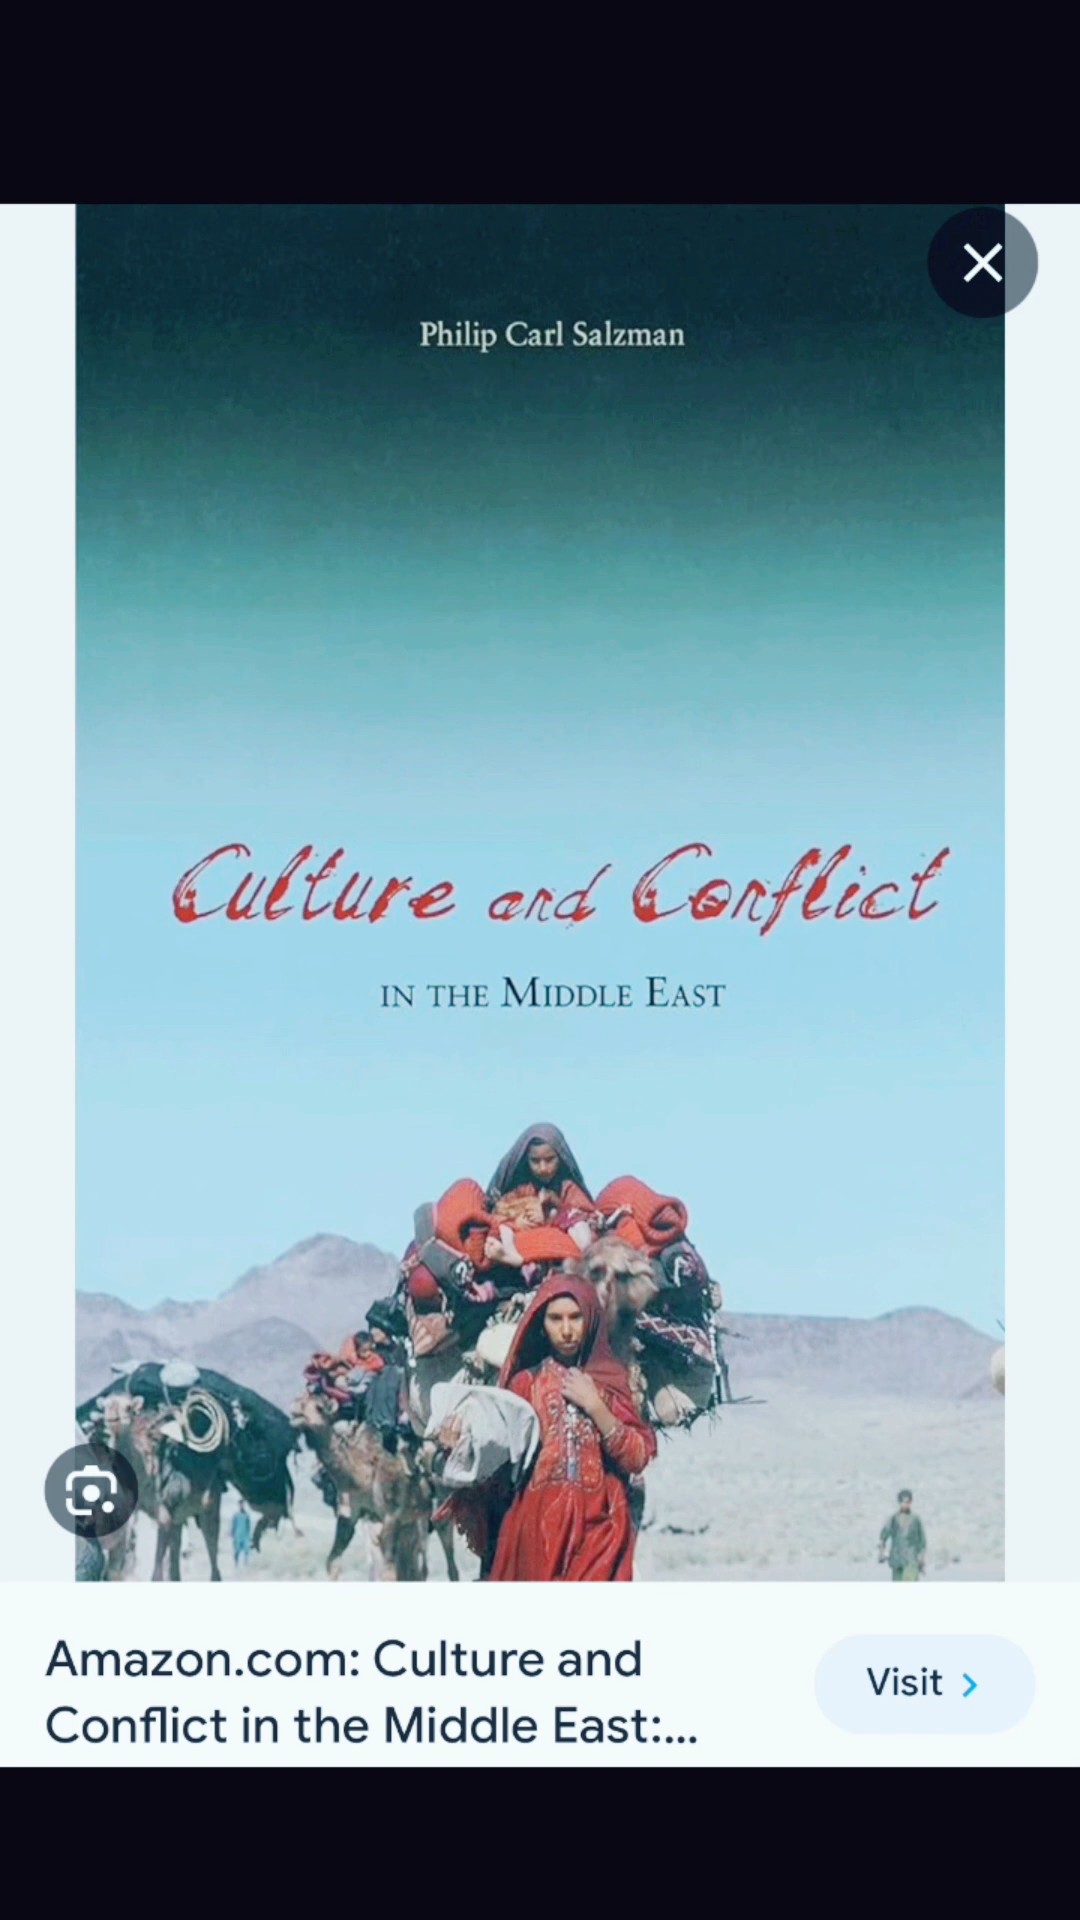 Philip Carl Salzman
Culture and Conflict
IN THE MIDDLE EAST
Amazon.com: Culture and
Conflict in the Middle East:...
Visit